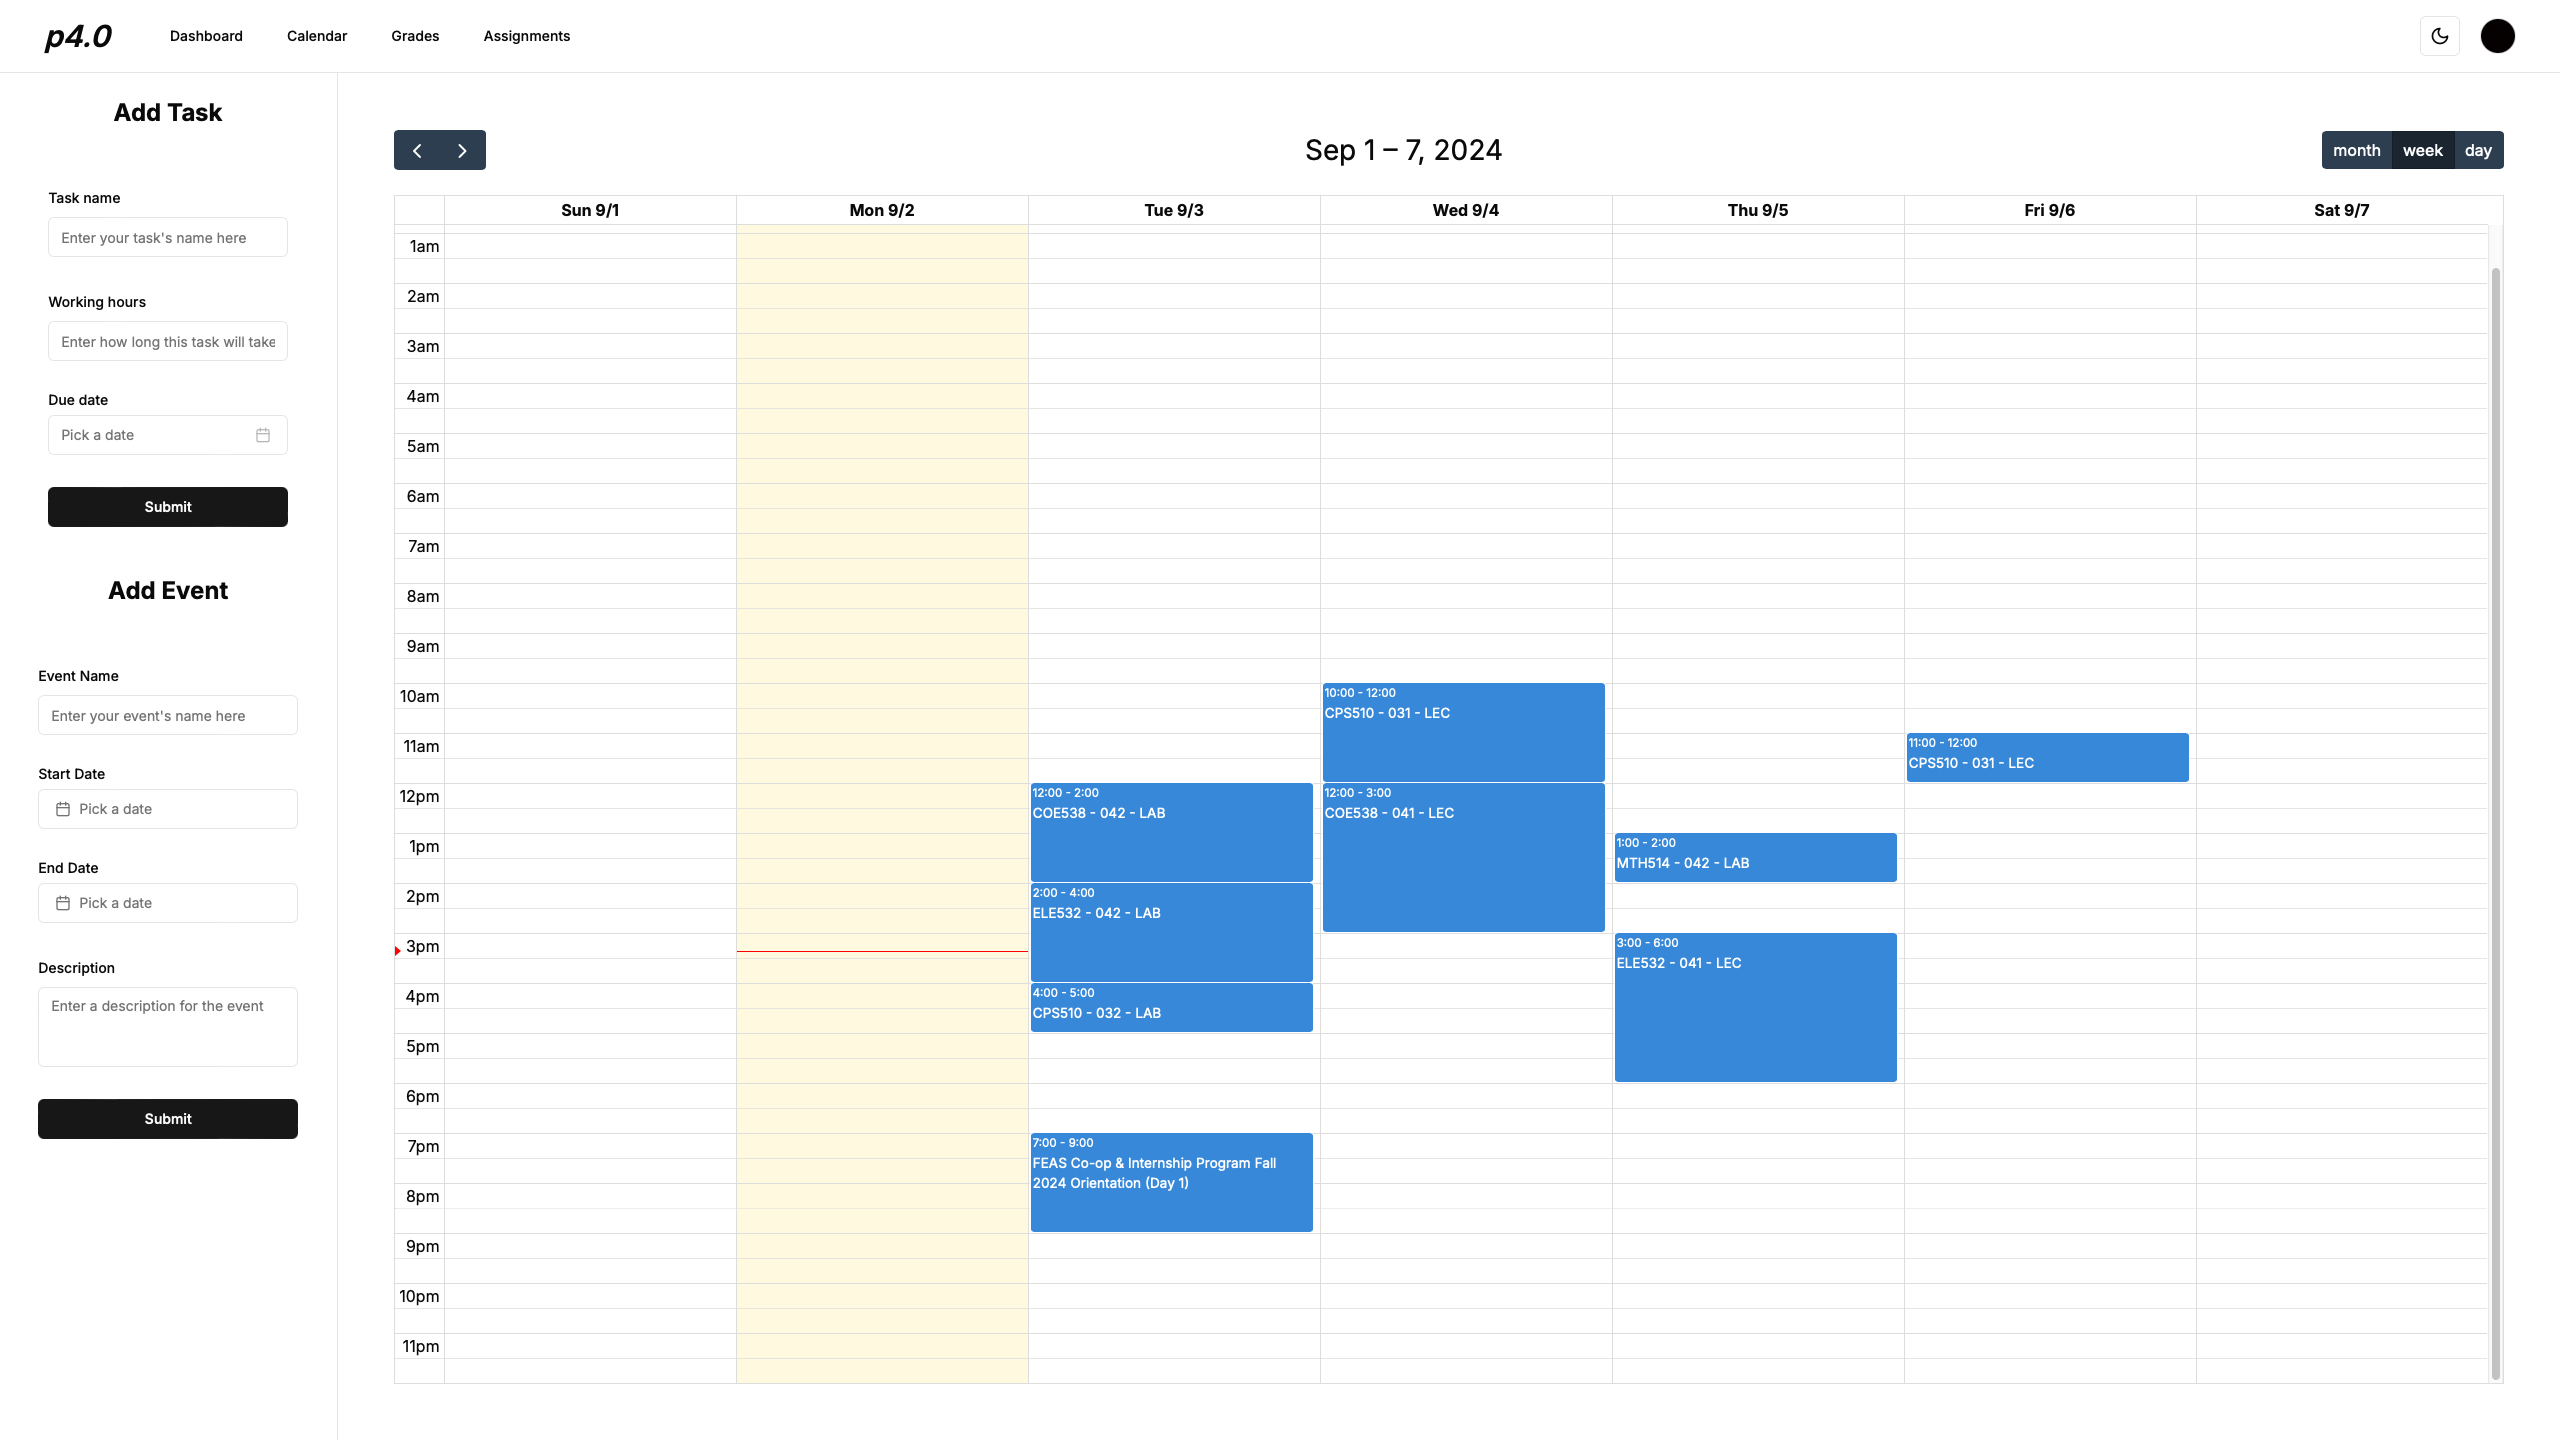 p4.0
Dashboard
Calendar
Grades
Assignments
Add Task
Task name
Enter your task's name here
Working hours
Enter how long this task will take
Due date
Pick a date
Submit
Add Event
Event Name
Enter your event's name here
Start Date
Pick a date
End Date
Pick a date
Description
Enter a description for the event
Submit
Sep 1 – 7, 2024
month
week
day
Sun 9/1
Mon 9/2
Tue 9/3
Wed 9/4
Thu 9/5
Fri 9/6
Sat 9/7
1am
2am
3am
4am
5am
6am
7am
8am
9am
10am
11am
12pm
1pm
2pm
3pm
4pm
5pm
6pm
7pm
8pm
9pm
10pm
11pm
12:00 - 2:00
COE538 - 042 - LAB
2:00 - 4:00
ELE532 - 042 - LAB
4:00 - 5:00
CPS510 - 032 - LAB
7:00 - 9:00
FEAS Co-op & Internship Program Fall
2024 Orientation (Day 1)
10:00 - 12:00
CPS510 - 031 - LEC
12:00 - 3:00
COE538 - 041 - LEC
1:00 - 2:00
MTH514 - 042 - LAB
3:00 - 6:00
ELE532 - 041 - LEC
11:00 - 12:00
CPS510 - 031 - LEC